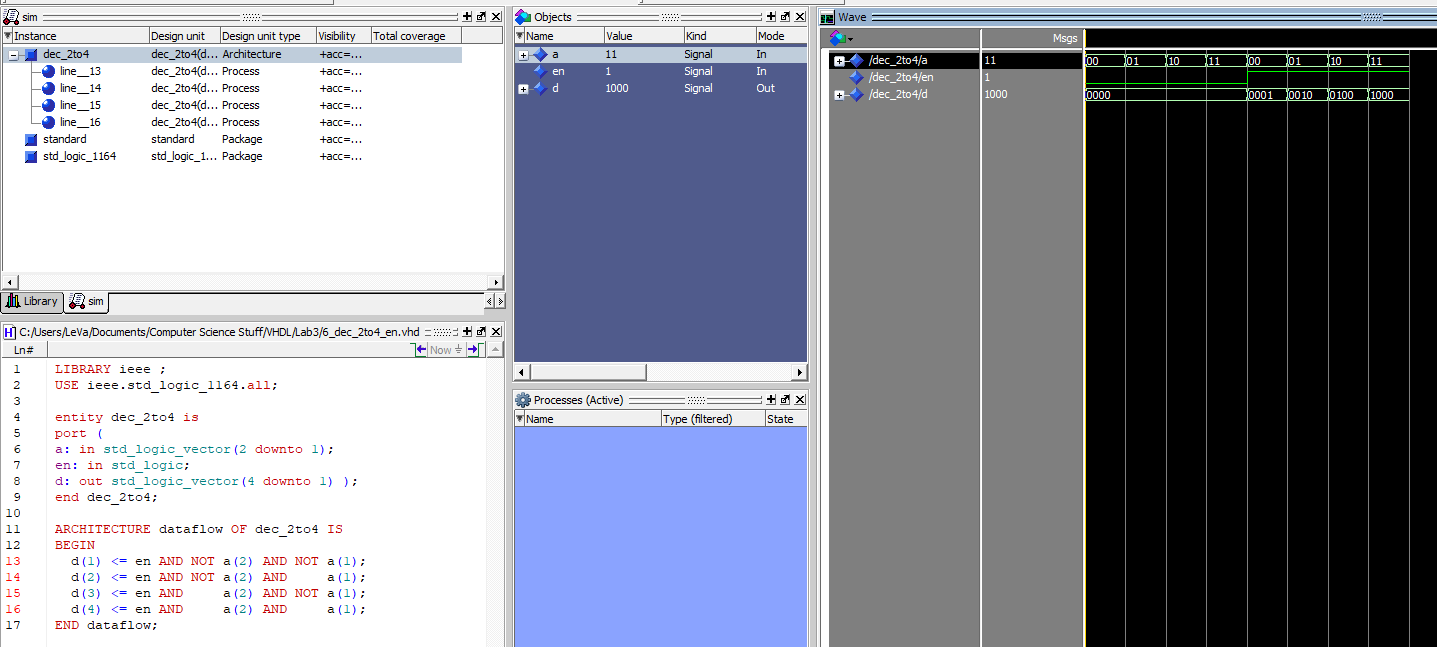 sim
Instance Design unit Design unit type Visibility Total coverage
dec_2to4 dec_2to4(d... Architecture +acc=...
line__13 dec_2to4(d... Process +acc=...
line__14 dec_2to4(d... Process +acc=...
line__15 dec_2to4(d... Process +acc=...
line__16 dec_2to4(d... Process +acc=...
standard standard Package +acc=...
std_logic_1164 std_logic_1... Package +acc=...
Library sim
C:/Users/LeVa/Documents/Computer Science Stuff/VHDL/Lab3/6_dec_2to4_en.vhd
Ln# Now
1 LIBRARY ieee ;
2 USE ieee.std_logic_1164.all;
3
4 entity dec_2to4 is
5 port (
6 a: in std_logic_vector(2 downto 1);
7 en: in std_logic;
8 d: out std_logic_vector(4 downto 1) );
9 end dec_2to4;
10
11 ARCHITECTURE dataflow OF dec_2to4 IS
12 BEGIN
13 d(1) <= en AND NOT a(2) AND NOT a(1);
14 d(2) <= en AND NOT a(2) AND     a(1);
15 d(3) <= en AND     a(2) AND NOT a(1);
16 d(4) <= en AND     a(2) AND     a(1);
17 END dataflow;
Objects
Name Value Kind Mode
a 11 Signal In
en 1 Signal In
d 1000 Signal Out
Processes (Active)
Name Type (filtered) State
Wave
Msgs
/dec_2to4/a 11 00 01 10 11 00 01 10 11
/dec_2to4/en 1
/dec_2to4/d 1000 0000 0001 0010 0100 1000